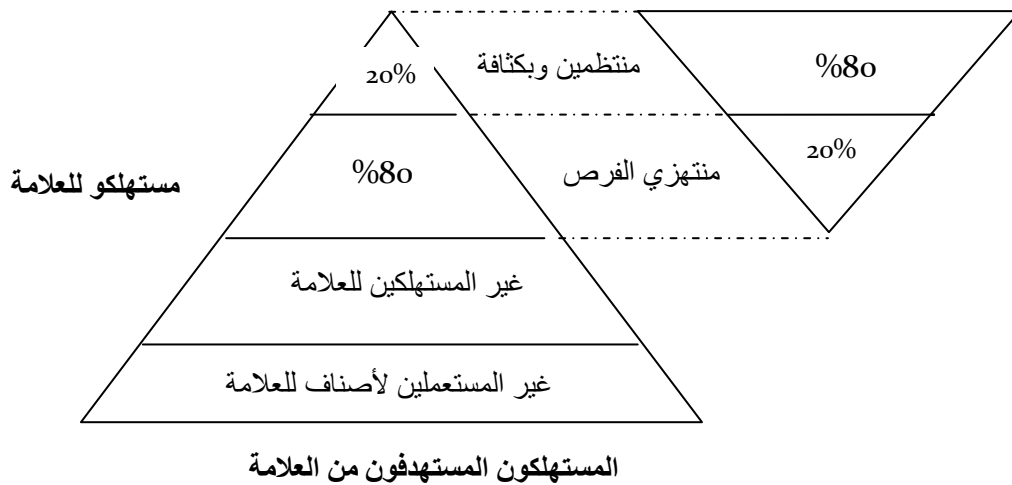 منتظمين وبكثافة
%80
20%
%80
20%
منتهزي الفرص
مستهلكو للعلامة
غير المستهلكين للعلامة
غير المستعملين لأصناف للعلامة
المستهلكون المستهدفون من العلامة